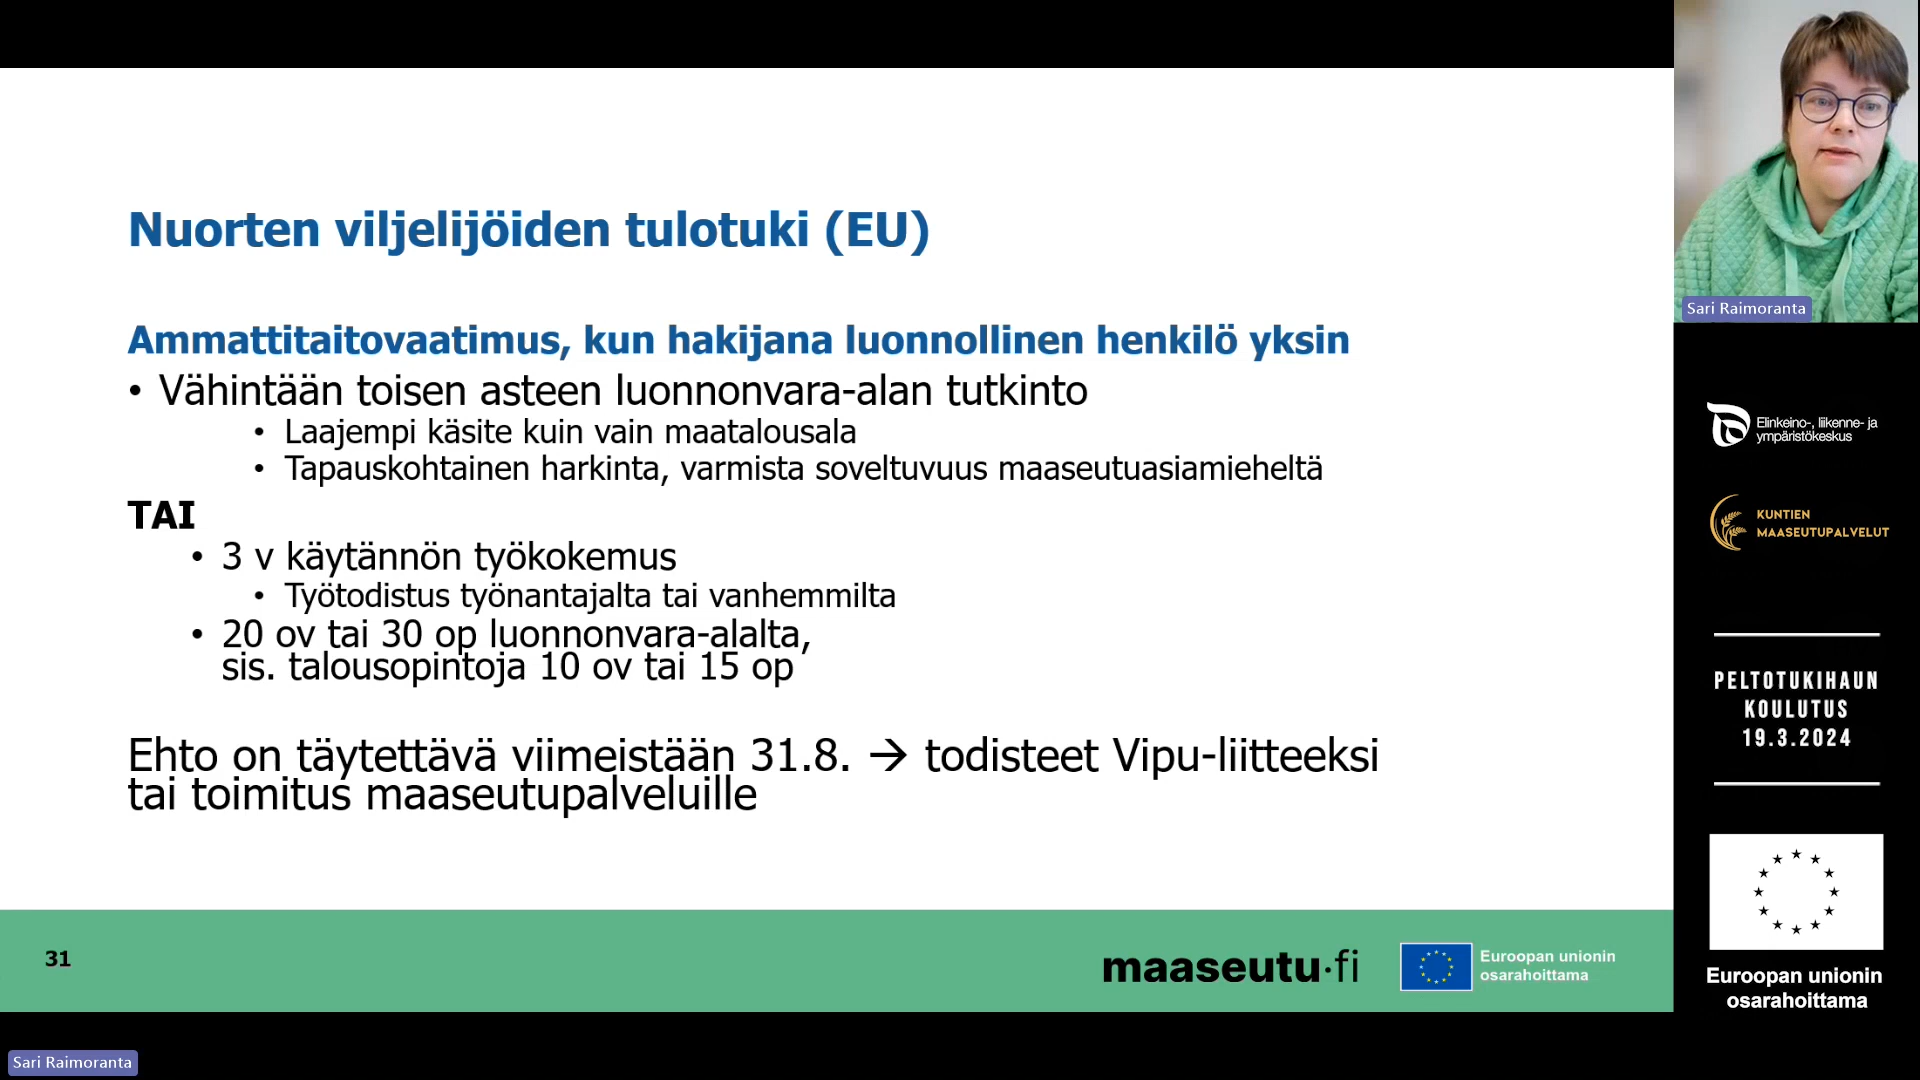 Nuorten viljelijöiden tulotuki (EU)
Ammattitaitovaatimus, kun hakijana luonnollinen henkilö yksin
• Vähintään toisen asteen luonnonvara-alan tutkinto
• Laajempi käsite kuin vain maatalousala
• Tapauskohtainen harkinta, varmista soveltuvuus maaseutuasiamieheltä
TAI
• 3 v käytännön työkokemus
• Työtodistus työnantajalta tai vanhemmilta
• 20 ov tai 30 op luonnonvara-alalta,
sis. talousopintoja 10 ov tai 15 op
Ehto on täytettävä viimeistään 31.8. → todisteet Vipu-liitteeksi
tai toimitus maaseutupalveluille
31
maaseutu.fi
Euroopan unionin
osarahoittama
Sari Raimoranta
Sari Raimoranta
Elinkeino-, liikenne- ja
ympäristökeskus
KUNTIEN
MAASEUTUPALVELUT
PELTOTUKIHAUN
KOULUTUS
19.3.2024
Euroopan unionin
osarahoittama